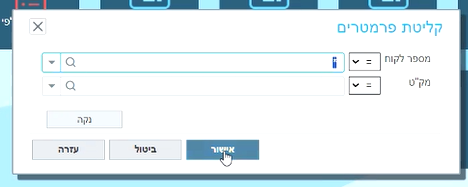 קליטת פרמטרים
מספר לקוח = *
מק"ט =
נקה
אישור ביטול עזרה